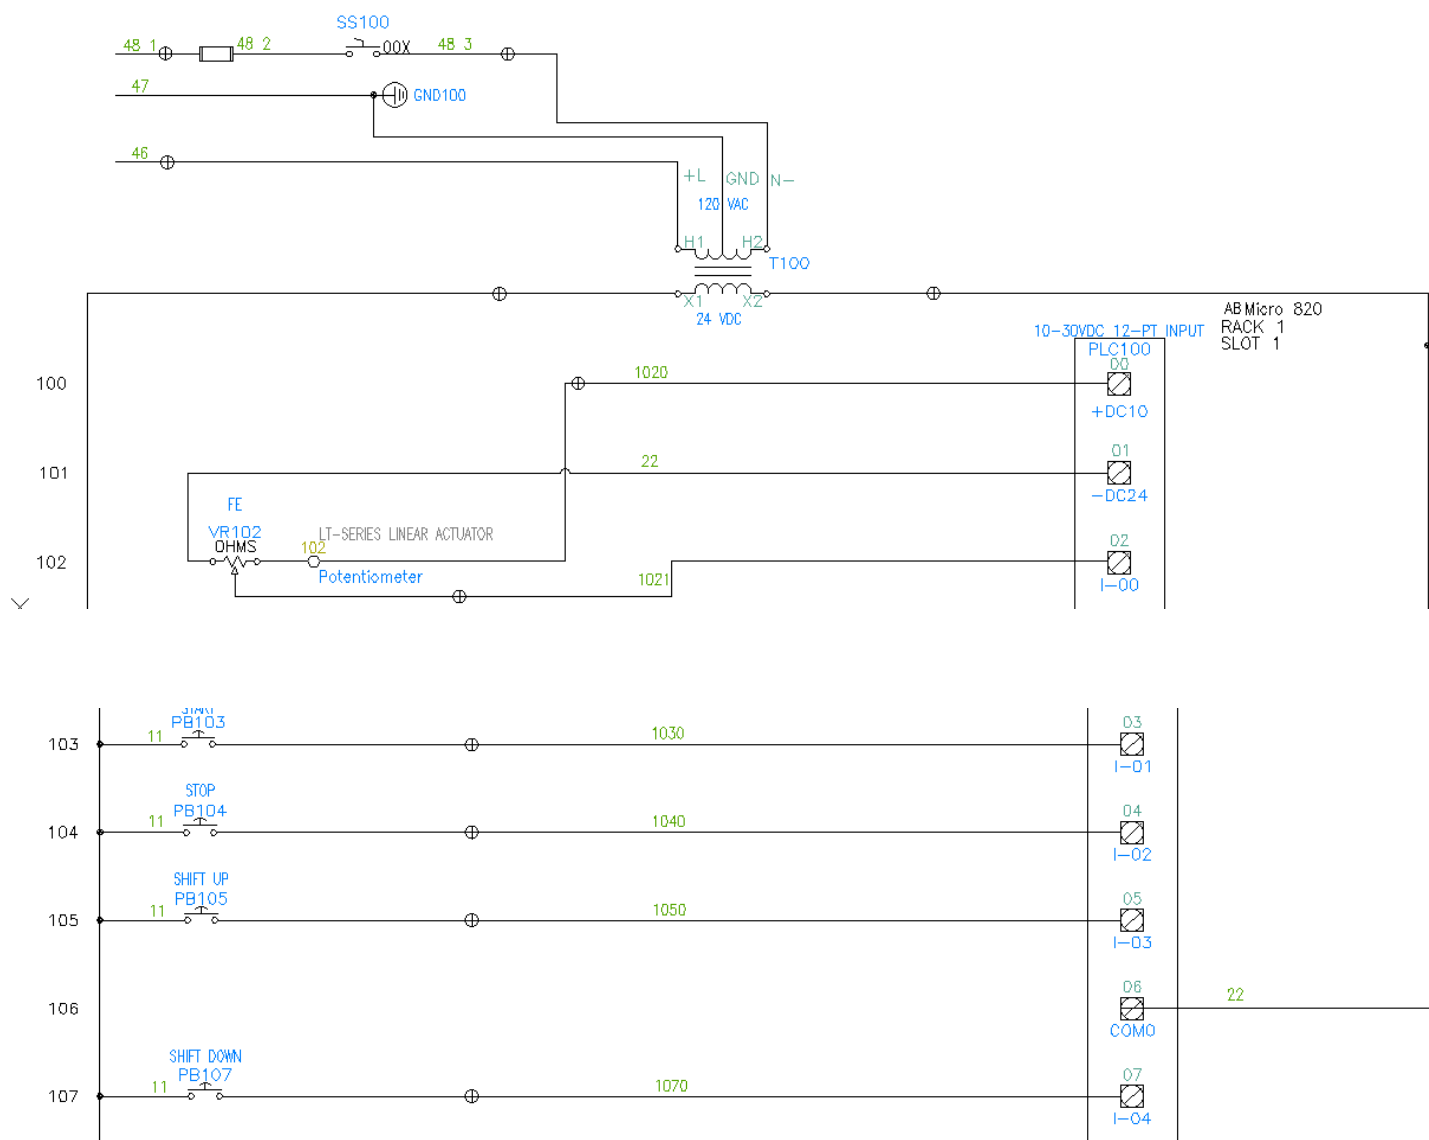 SS100
48 1
48 2
00X
48 3
47
GND100
46
+L
GND
N-
120 VAC
H1
H2
T100
X1
X2
24 VDC
AB Micro 820
RACK 1
SLOT 1
10-30VDC 12-PT INPUT
PLC100
00
100
1020
+DC10
01
101
22
-DC24
FE
VR102
OHMS
LT-SERIES LINEAR ACTUATOR
102
02
102
Potentiometer
1021
I-00
START
PB103
03
103
11
1030
I-01
STOP
PB104
04
104
11
1040
I-02
SHIFT UP
PB105
05
105
11
1050
I-03
06
106
22
COM0
SHIFT DOWN
PB107
07
107
11
1070
I-04